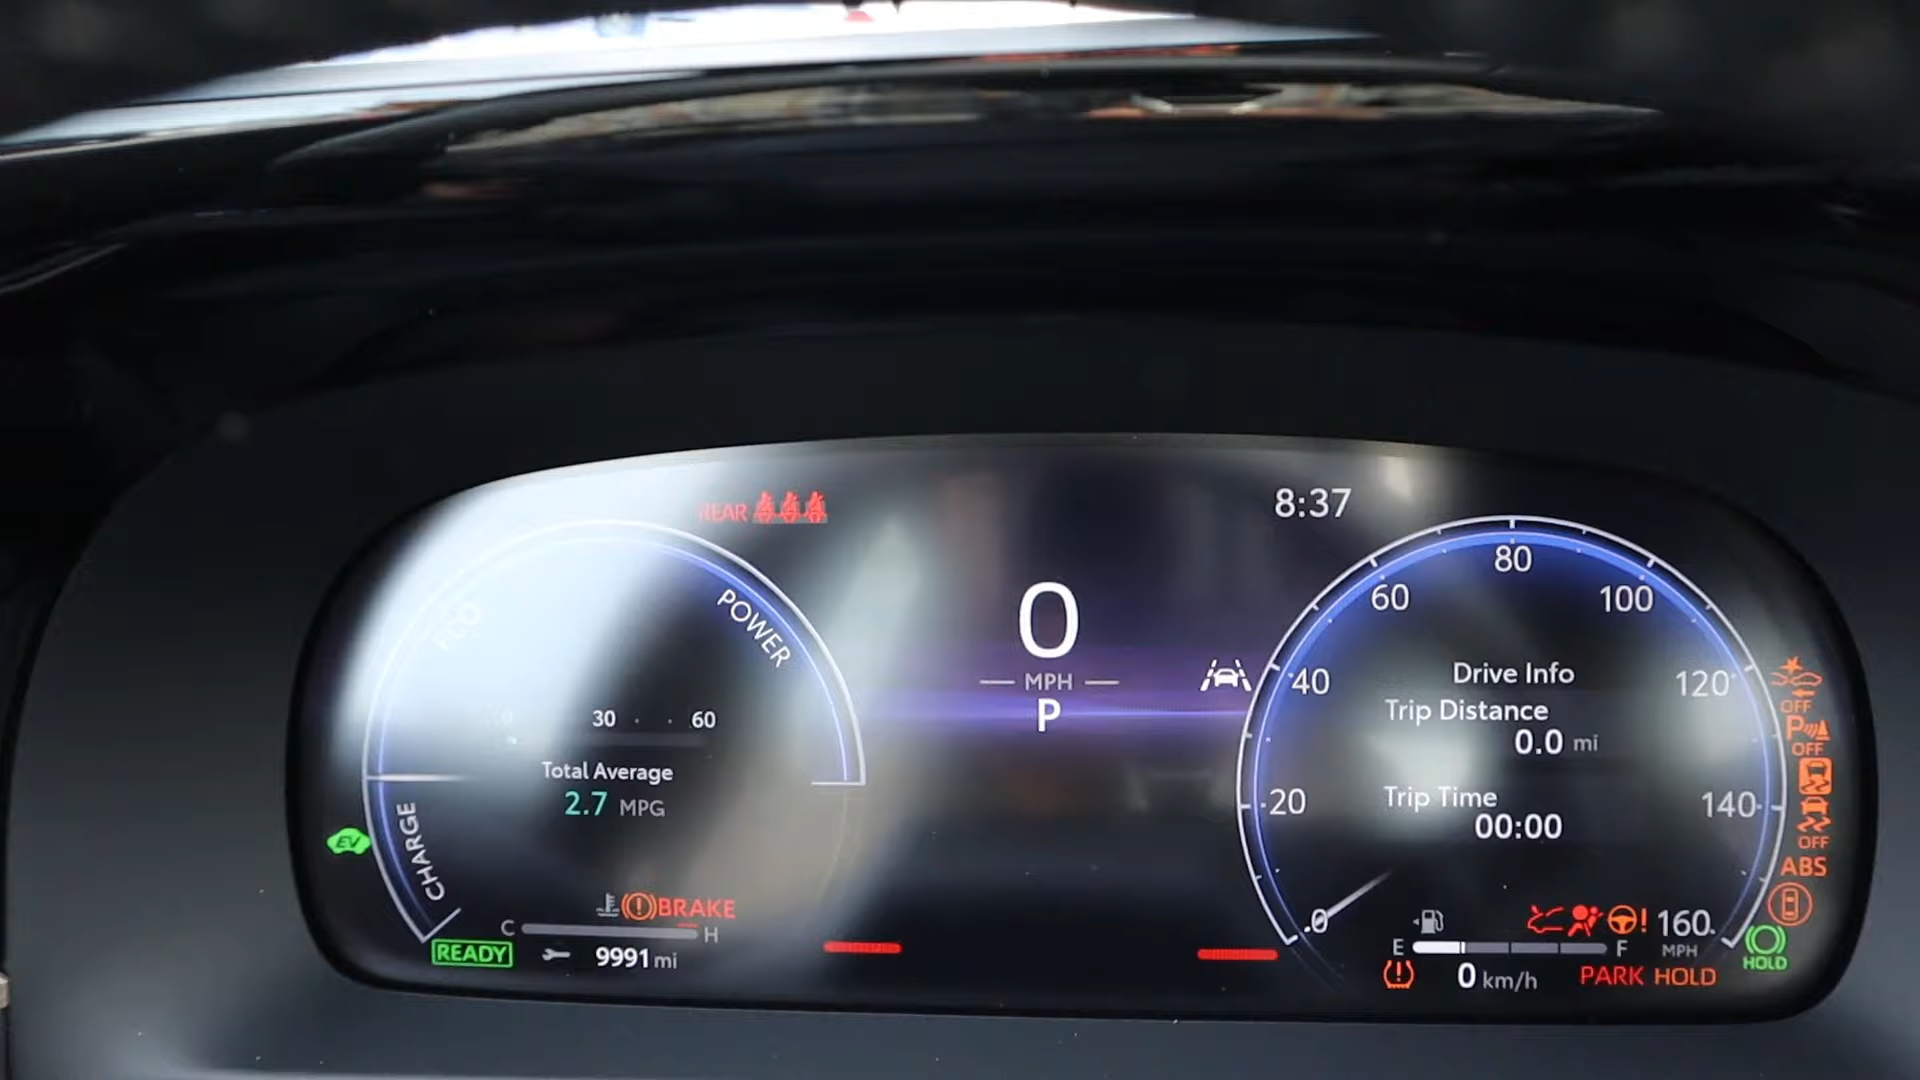 REAR
8:37
ECO
POWER
CHARGE
30 60
Total Average
2.7 MPG
EV
BRAKE
C H
READY
9991 mi
0
MPH
P
0 20 40 60 80 100 120 140 160
MPH
Drive Info
Trip Distance
0.0 mi
Trip Time
00:00
E F
0 km/h
PARK HOLD
OFF
P
OFF
OFF
ABS
HOLD